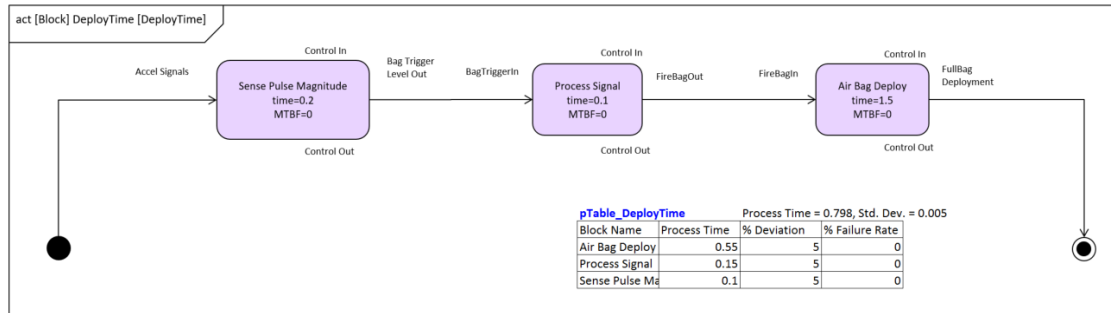 act [Block] DeployTime [DeployTime]
Accel Signals
Control In
Sense Pulse Magnitude
time=0.2
MTBF=0
Control Out
Bag Trigger
Level Out
BagTriggerIn
Control In
Process Signal
time=0.1
MTBF=0
Control Out
FireBagOut
FireBagIn
Control In
Air Bag Deploy
time=1.5
MTBF=0
Control Out
FullBag
Deployment
pTable_DeployTime Process Time = 0.798, Std. Dev. = 0.005
Block Name Process Time % Deviation % Failure Rate
Air Bag Deploy 0.55 5 0
Process Signal 0.15 5 0
Sense Pulse Ma 0.1 5 0